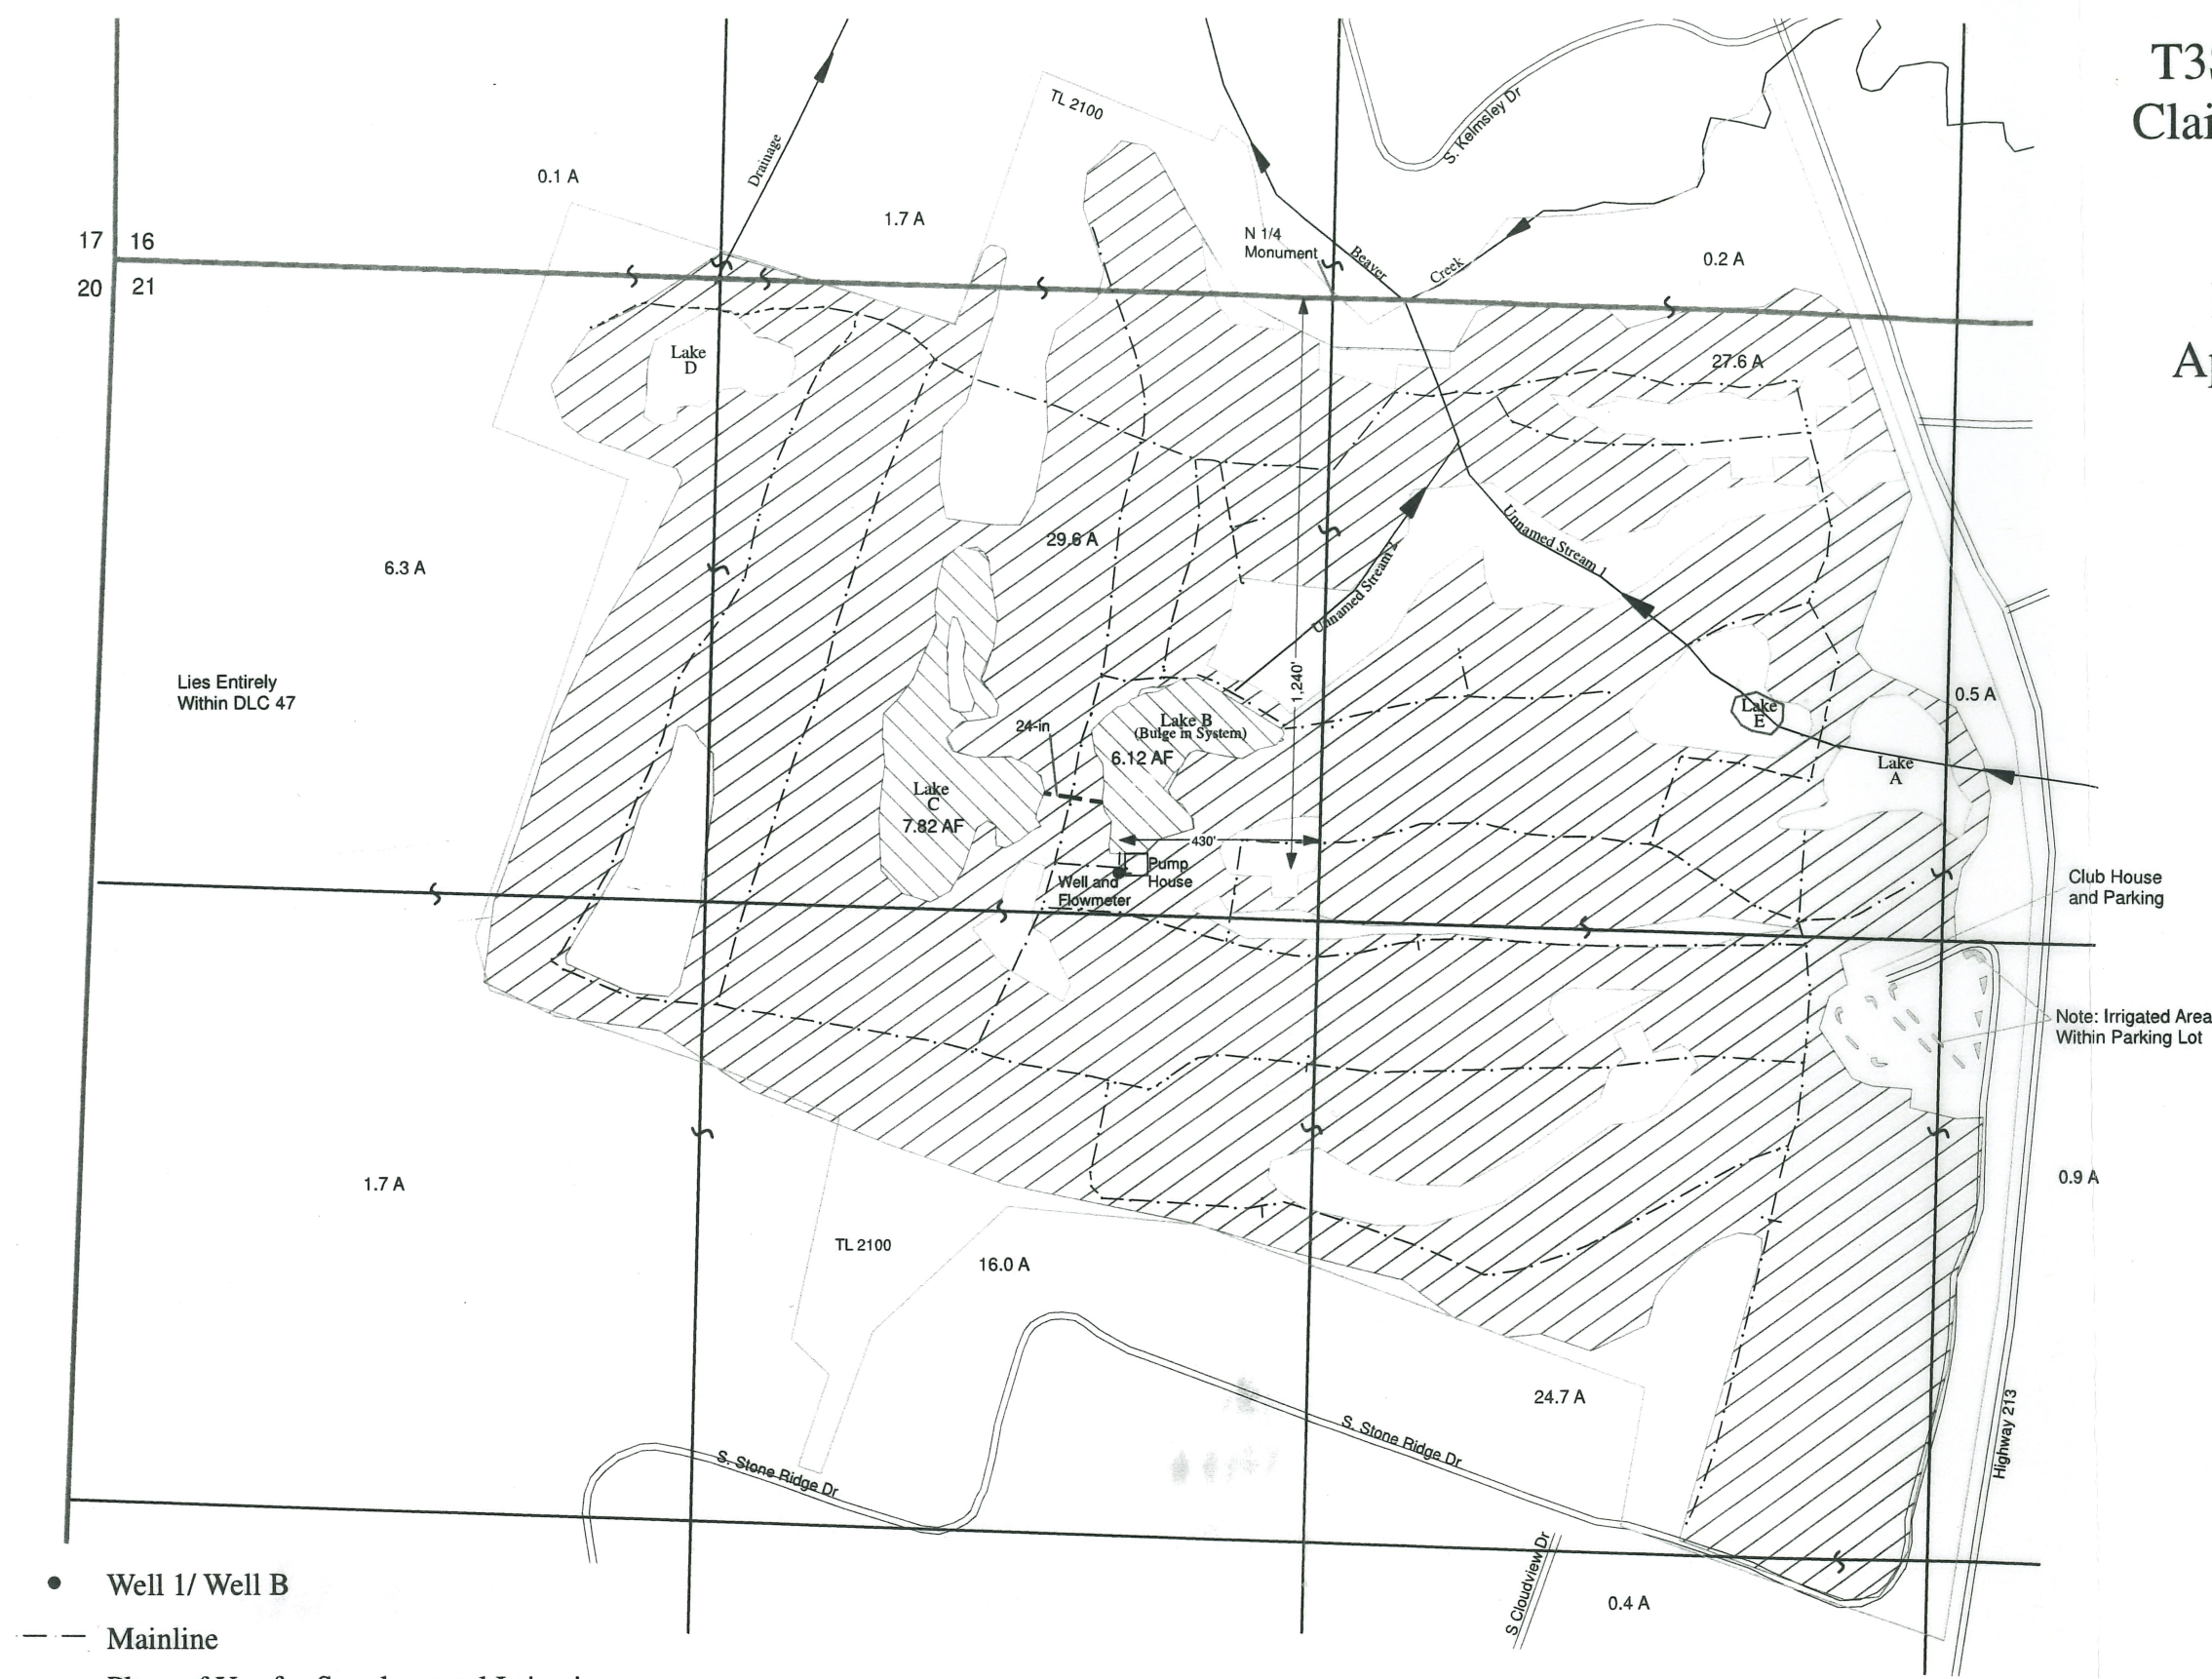 T3S
Clai
TL 2100
S. Kelmsley Dr
Drainage
0.1 A
1.7 A
17 16
20 21
N 1/4
Monument
Beaver
Creek
0.2 A
Lake
D
27.6 A
29.6 A
6.3 A
Unnamed Stream 1
Unnamed Stream 2
Lies Entirely
Within DLC 47
1,240'
0.5 A
Lake
E
24-in
Lake B
(Bulge in System)
6.12 AF
Lake
A
Lake
C
7.82 AF
430'
Pump
House
Well and
Flowmeter
Club House
and Parking
Note: Irrigated Area
Within Parking Lot
1.7 A
0.9 A
TL 2100
16.0 A
24.7 A
S. Stone Ridge Dr
S. Stone Ridge Dr
Highway 213
S Cloudview Dr
0.4 A
Well 1/ Well B
Mainline